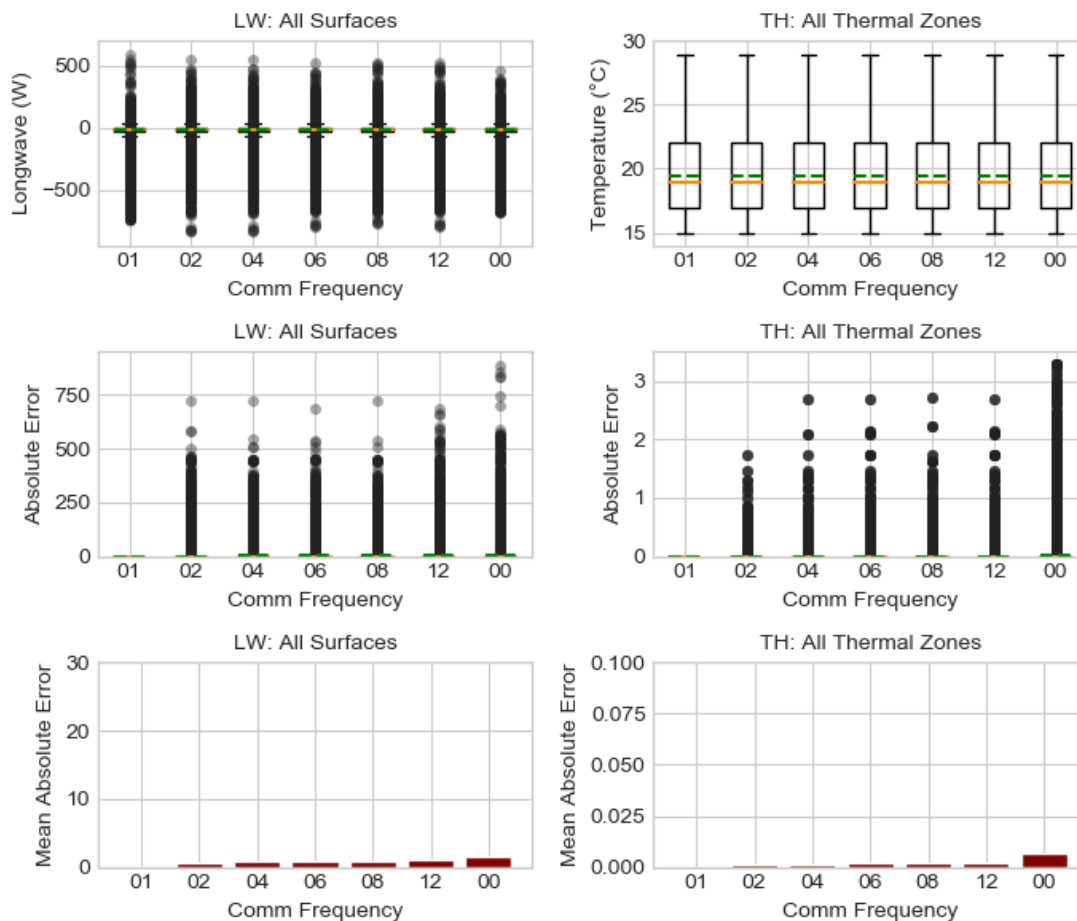 LW: All Surfaces
Longwave (W)
500
0
−500
01 02 04 06 08 12 00
Comm Frequency
TH: All Thermal Zones
Temperature (°C)
30
25
20
15
01 02 04 06 08 12 00
Comm Frequency
LW: All Surfaces
Absolute Error
750
500
250
0
01 02 04 06 08 12 00
Comm Frequency
TH: All Thermal Zones
Absolute Error
3
2
1
0
01 02 04 06 08 12 00
Comm Frequency
LW: All Surfaces
Mean Absolute Error
30
20
10
0
01 02 04 06 08 12 00
Comm Frequency
TH: All Thermal Zones
Mean Absolute Error
0.100
0.075
0.050
0.025
0.000
01 02 04 06 08 12 00
Comm Frequency